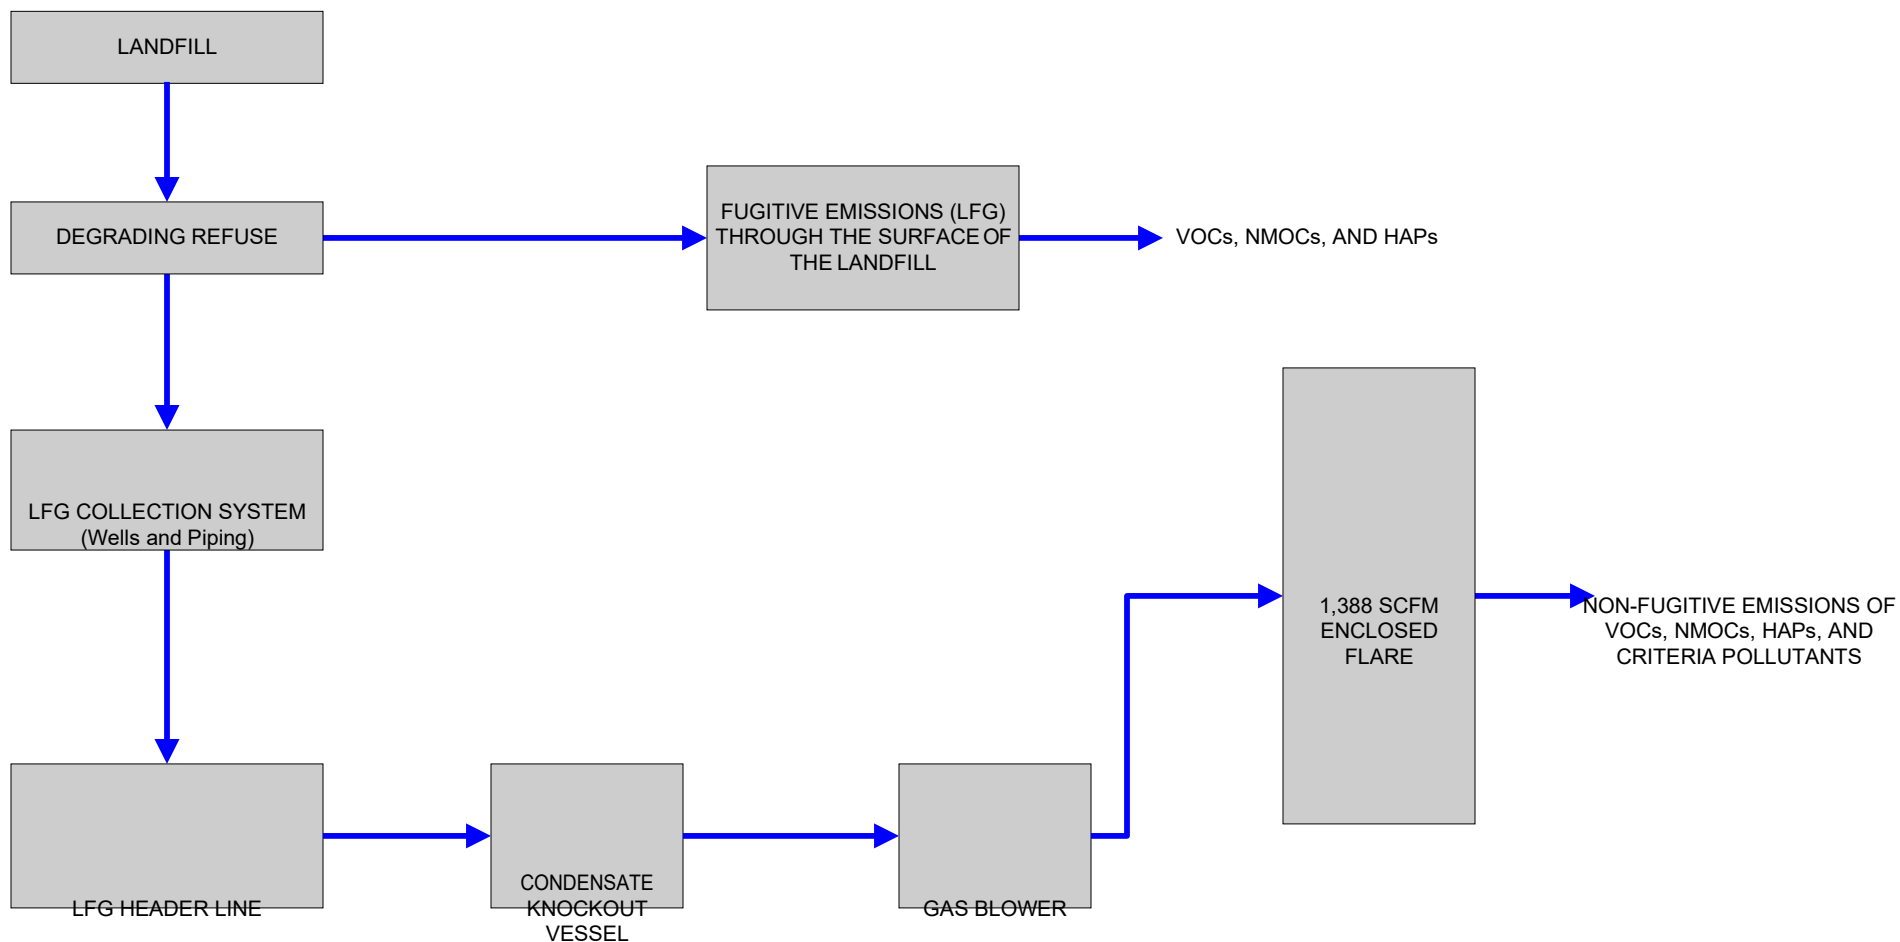 LANDFILL
DEGRADING REFUSE
FUGITIVE EMISSIONS (LFG)
THROUGH THE SURFACE OF
THE LANDFILL
VOCs, NMOCs, AND HAPs
LFG COLLECTION SYSTEM
(Wells and Piping)
1,388 SCFM
ENCLOSED
FLARE
NON-FUGITIVE EMISSIONS OF
VOCs, NMOCs, HAPs, AND
CRITERIA POLLUTANTS
LFG HEADER LINE
CONDENSATE
KNOCKOUT
VESSEL
GAS BLOWER